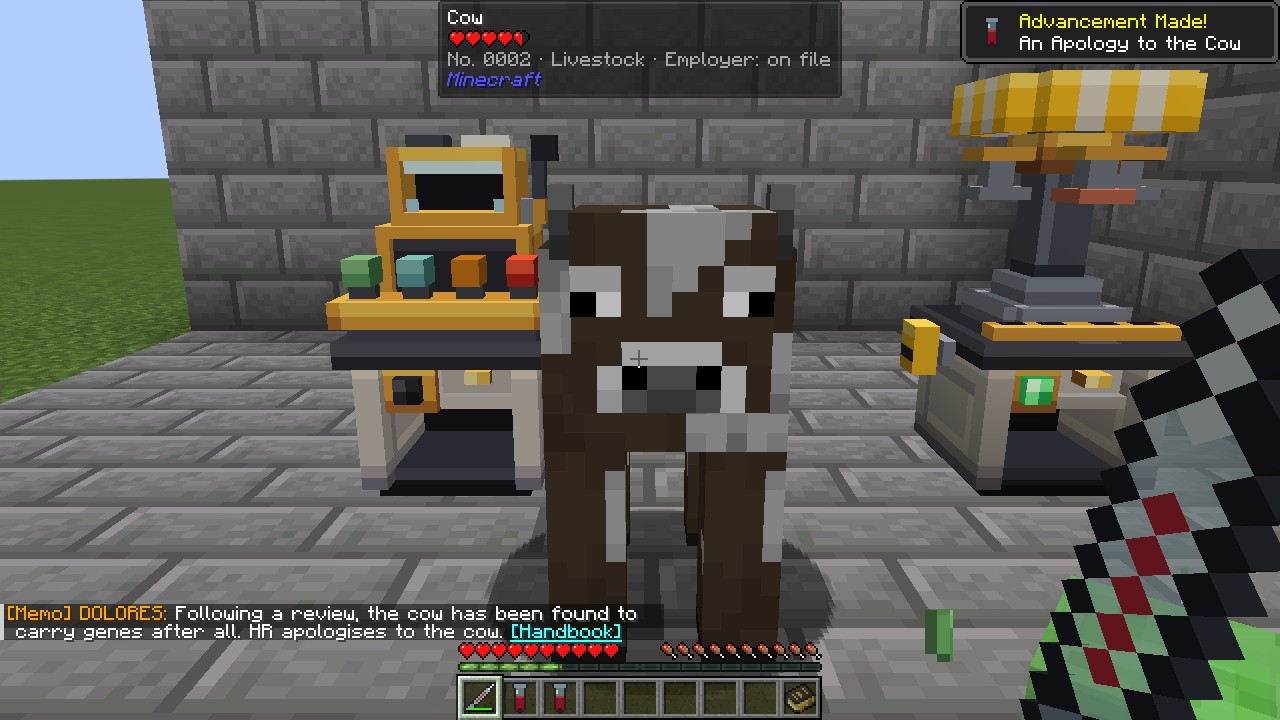 Cow
No. 0002 · Livestock · Employer: on file
Minecraft
Advancement Made!
An Apology to the Cow
[Memo] DOLORES: Following a review, the cow has been found to
carry genes after all. HR apologises to the cow. [Handbook]